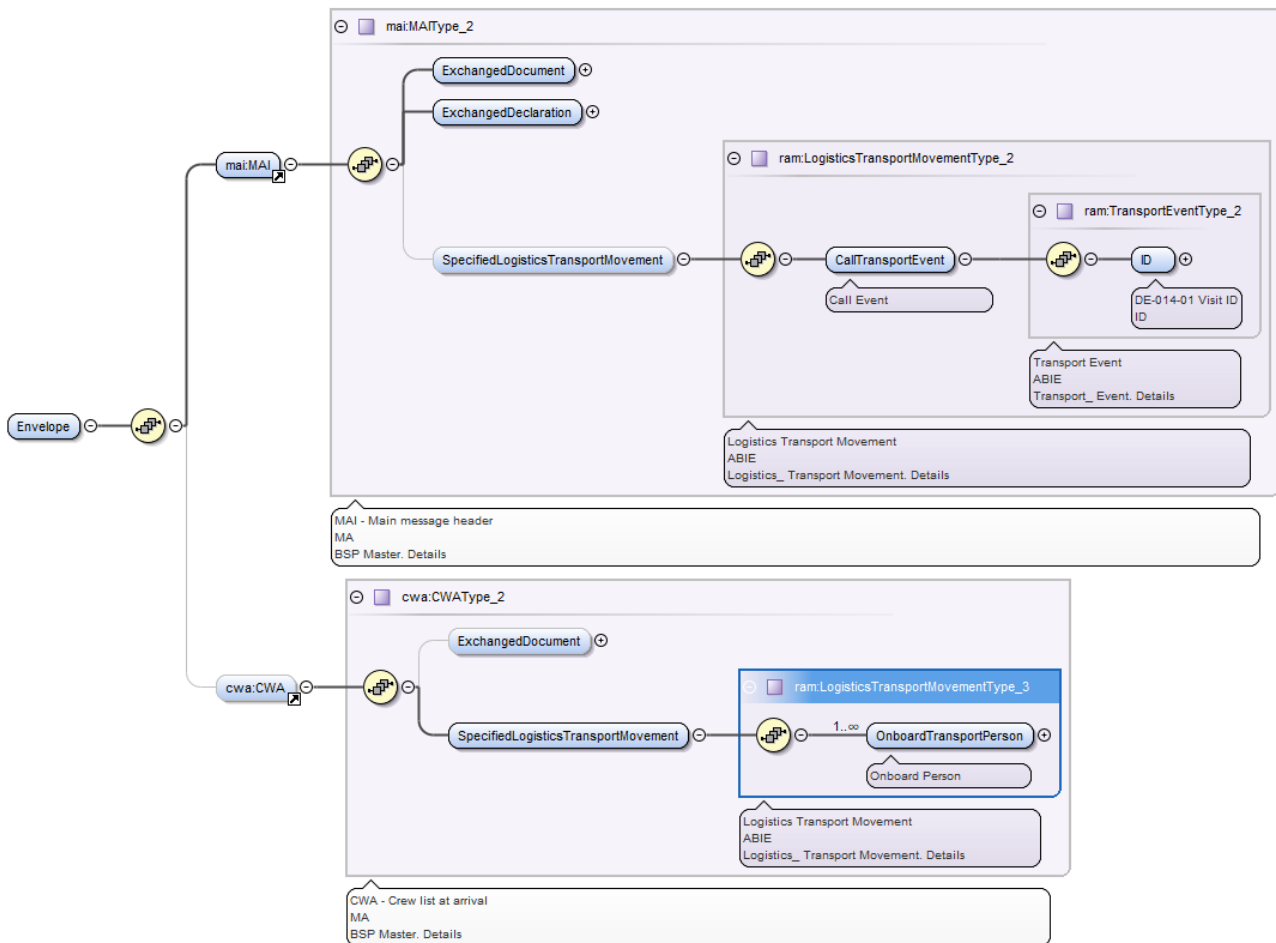 mai:MAIType_2
ExchangedDocument
ExchangedDeclaration
ram:LogisticsTransportMovementType_2
mai:MAI
ram:TransportEventType_2
SpecifiedLogisticsTransportMovement
CallTransportEvent
ID
Call Event
DE-014-01 Visit ID
ID
Transport Event
ABIE
Transport_ Event. Details
Envelope
Logistics Transport Movement
ABIE
Logistics_ Transport Movement. Details
MAI - Main message header
MA
BSP Master. Details
cwa:CWAType_2
ExchangedDocument
cwa:CWA
ram:LogisticsTransportMovementType_3
SpecifiedLogisticsTransportMovement
1..∞
OnboardTransportPerson
Onboard Person
Logistics Transport Movement
ABIE
Logistics_ Transport Movement. Details
CWA - Crew list at arrival
MA
BSP Master. Details